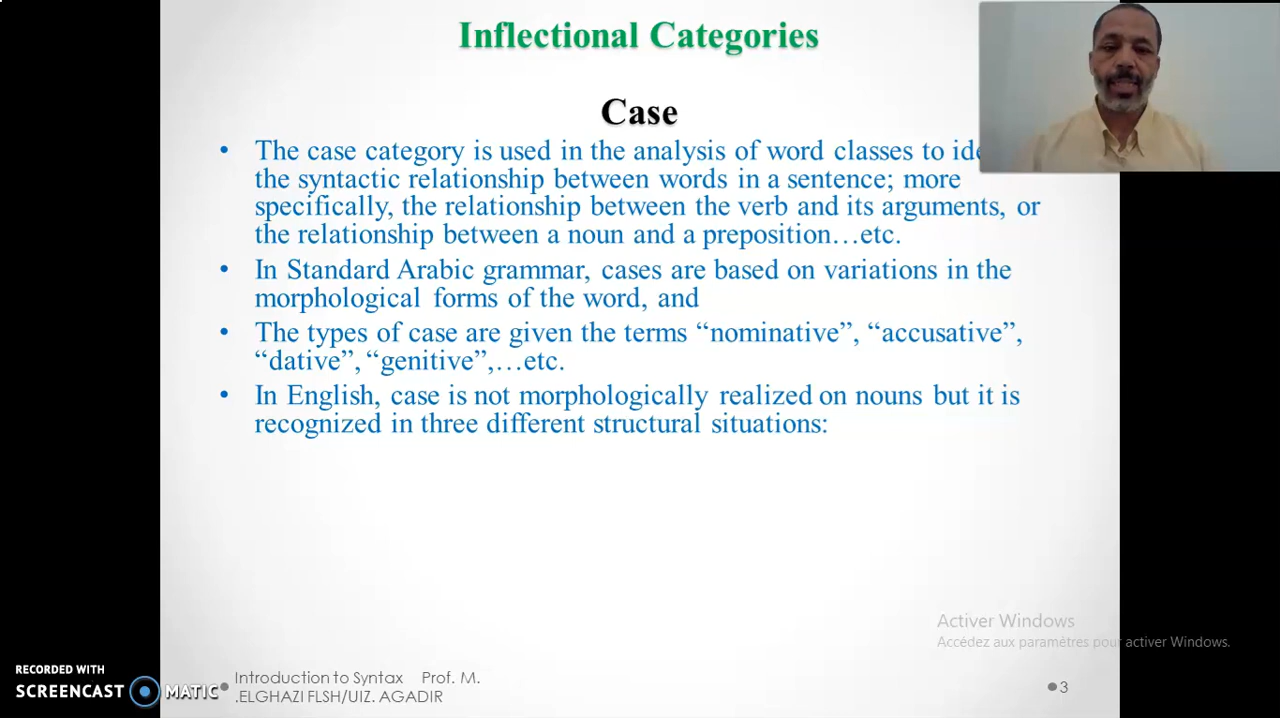 Inflectional Categories
Case
• The case category is used in the analysis of word classes to
the syntactic relationship between words in a sentence; more
specifically, the relationship between the verb and its arguments, or
the relationship between a noun and a preposition…etc.
• In Standard Arabic grammar, cases are based on variations in the
morphological forms of the word, and
• The types of case are given the terms “nominative”, “accusative”,
“dative”, “genitive”,…etc.
• In English, case is not morphologically realized on nouns but it is
recognized in three different structural situations:
Activer Windows
Accédez aux paramètres pour activer Windows.
RECORDED WITH
SCREENCAST MATIC
Introduction to Syntax Prof. M.
.ELGHAZI FLSH/UIZ. AGADIR
3